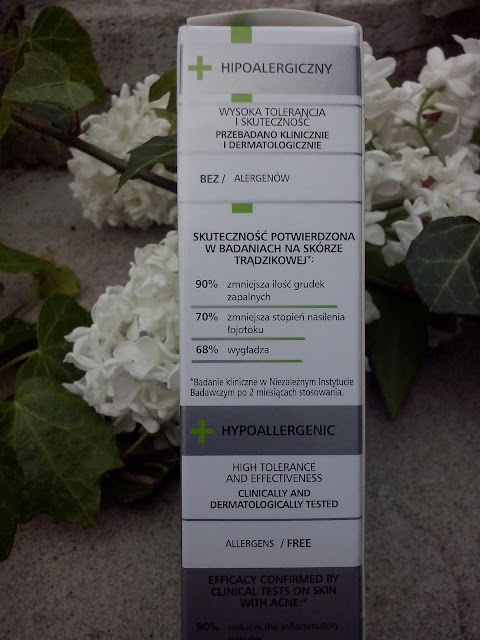 HIPOALERGICZNY
WYSOKA TOLERANCJA
I SKUTECZNOŚĆ
PRZEBADANO KLINICZNIE
I DERMATOLOGICZNIE
BEZ / ALERGENÓW
SKUTECZNOŚĆ POTWIERDZONA
W BADANIACH NA SKÓRZE
TRĄDZIKOWEJ*:
90% zmniejsza ilość grudek
zapalnych
70% zmniejsza stopień nasilenia
łojotoku
68% wygładza
*Badanie kliniczne w Niezależnym Instytucie
Badawczym po 2 miesiącach stosowania.
HYPOALLERGENIC
HIGH TOLERANCE
AND EFFECTIVENESS
CLINICALLY AND
DERMATOLOGICALLY TESTED
ALLERGENS / FREE
EFFICACY CONFIRMED BY
CLINICAL TESTS ON SKIN
WITH ACNE:*
90% reduces the inflammatory